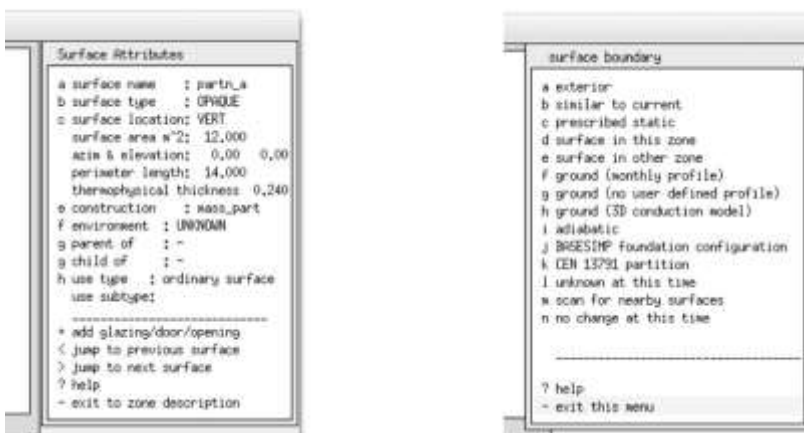 Surface Attributes
a surface name : partn_a
b surface type : OPAQUE
c surface location: VERT
surface area m^2: 12.000
azim & elevation: 0.00 0.00
perimeter length: 14.000
thermophysical thickness 0.240
e construction : mass_part
f environment : UNKNOWN
g parent of : -
g child of : -
h use type : ordinary surface
use subtype:
----------------------------
+ add glazing/door/opening
< jump to previous surface
> jump to next surface
? help
- exit to zone description
surface boundary
a exterior
b similar to current
c prescribed static
d surface in this zone
e surface in other zone
f ground (monthly profile)
g ground (no user defined profile)
h ground (3D conduction model)
i adiabatic
j BASESIMP foundation configuration
k CEN 13791 partition
l unknown at this time
m scan for nearby surfaces
n no change at this time
-----------------------------------
? help
- exit this menu